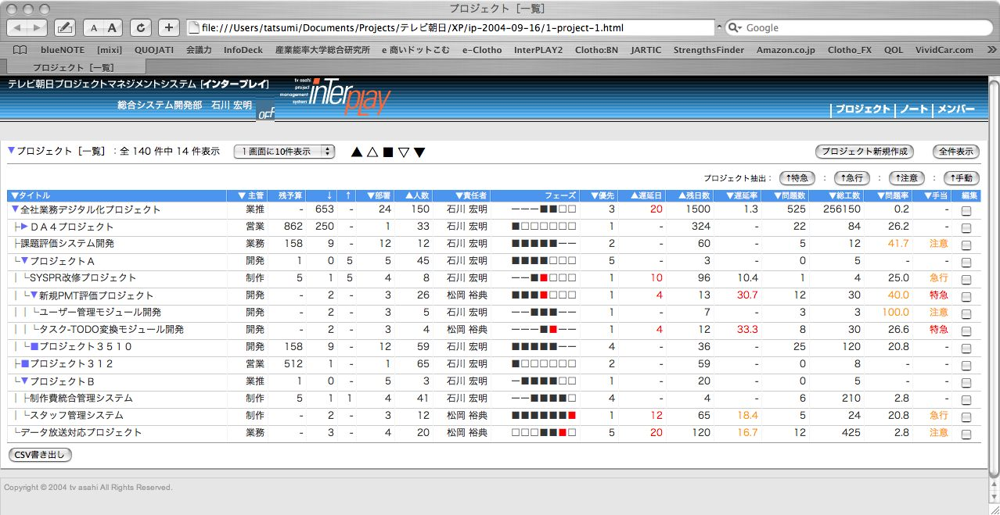 プロジェクト［一覧］
A A
file:///Users/tatsumi/Documents/Projects/テレビ朝日/XP/ip-2004-09-16/1-project-1.html
Google
blueNOTE [mixi] QUOJATI 会議力 InfoDeck 産業能率大学総合研究所 e 商いドットこむ e-Clotho InterPLAY2 Clotho:BN JARTIC StrengthsFinder Amazon.co.jp Clotho_FX QOL VividCar.com
プロジェクト［一覧］
テレビ朝日プロジェクトマネジメントシステム [インタープレイ]
総合システム開発部 石川 宏明
OFF
tv asahi
project
management
system
inTerplay
プロジェクト | ノート | メンバー
▼プロジェクト［一覧］：全 140 件中 14 件表示 1画面に10件表示 ▲△■▽▼ プロジェクト新規作成 全件表示
プロジェクト抽出： ↑特急 ： ↑急行 ： ↑注意 ： ↑手動
▼タイトル ▼主管 残予算 ↓ ↑ ▼部署 ▲人数 ▼責任者 フェーズ ▼優先 ▲遅延日 ▲残日数 ▼遅延率 ▼問題数 ▼総工数 ▼問題率 ▼手当 編集
▼全社業務デジタル化プロジェクト 業推 - 653 - 24 150 石川 宏明 ーーー■■□□ 3 20 1500 1.3 525 256150 0.2 -
├▶ＤＡ４プロジェクト 営業 862 250 - 1 33 石川 宏明 ■□□□□□□ 1 - 324 - 22 84 26.2 -
├課題評価システム開発 業務 158 9 - 12 12 石川 宏明 ■■■■■ーー 2 - 60 - 5 12 41.7 注意
└▼プロジェクトＡ 開発 1 0 5 5 45 石川 宏明 ■■■■□□□ 5 - 3 - 0 5 - -
｜└SYSPR改修プロジェクト 制作 5 1 5 4 8 石川 宏明 ーー■■□□□ 1 10 96 10.4 1 4 25.0 急行
｜└▼新規PMT評価プロジェクト 開発 - 2 - 3 26 松岡 裕典 ■■■■□□□ 1 4 13 30.7 12 30 40.0 特急
｜｜└ユーザー管理モジュール開発 開発 - 2 - 3 5 石川 宏明 ーー■■■ーー 1 - 7 - 3 3 100.0 注意
｜｜└タスク-TODO変換モジュール開発 開発 - 2 - 3 4 松岡 裕典 ーーー■■ーー 1 4 12 33.3 8 30 26.6 特急
｜└■プロジェクト３５１０ 開発 158 9 - 12 59 石川 宏明 ■■■■■ーー 4 - 36 - 25 120 20.8 -
├■プロジェクト３１２ 営業 512 1 - 1 65 石川 宏明 ■□□□□□□ 2 - 59 - 0 8 - -
└▼プロジェクトＢ 業推 1 0 - 5 3 石川 宏明 ー■■■■□□ 1 - 20 - 0 5 - -
｜├制作費統合管理システム 制作 5 1 1 4 41 石川 宏明 ーー■■■■□ 4 - 4 - 6 210 2.8 -
｜└スタッフ管理システム 制作 - 2 - 3 12 松岡 裕典 ■■■■■■■ 1 12 65 18.4 5 24 20.8 急行
└データ放送対応プロジェクト 業務 - 3 - 4 20 松岡 裕典 □□□■■■□ 5 20 120 16.7 12 425 2.8 注意
CSV書き出し
Copyright © 2004 tv asahi All Rights Reserved.